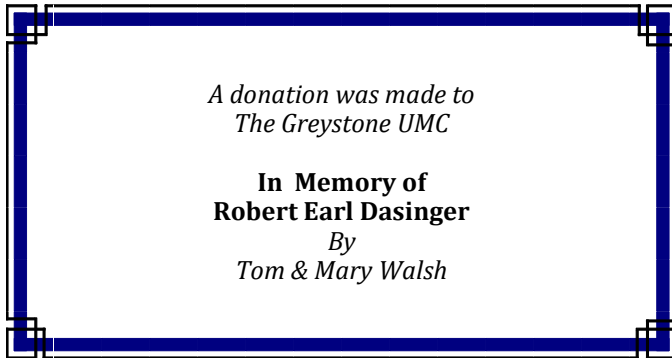 A donation was made to
The Greystone UMC
In Memory of
Robert Earl Dasinger
By
Tom & Mary Walsh